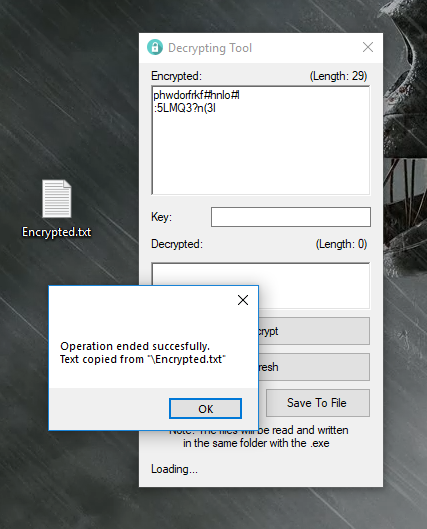 Decrypting Tool
Encrypted: (Length: 29)
phwdorfrkf#hnlo#l
:5LMQ3?n(3l
Encrypted.txt
Key:
Decrypted: (Length: 0)
Operation ended succesfully.
Text copied from "\Encrypted.txt"
OK
crypt
resh
Save To File
Note: The files will be read and written
in the same folder with the .exe
Loading...